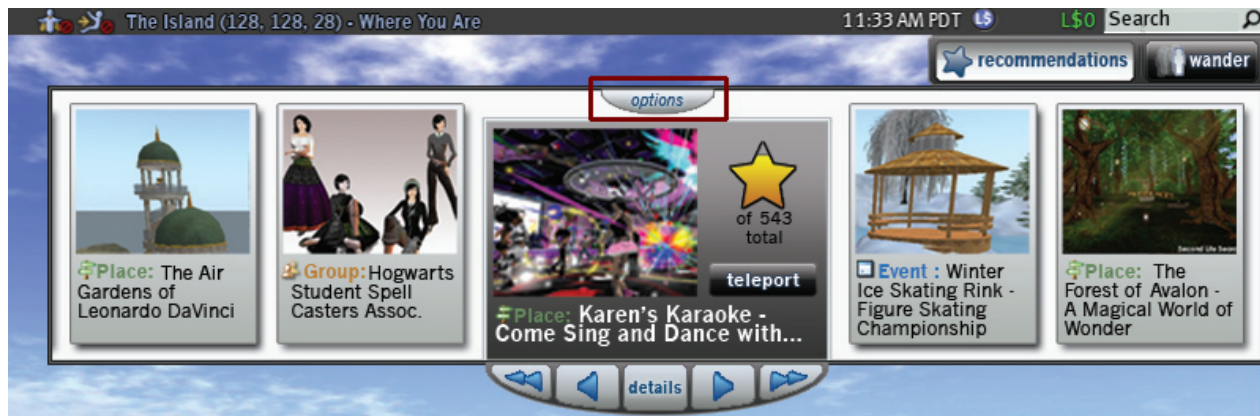 The Island (128, 128, 28) - Where You Are
11:33 AM PDT L$ L$0 Search
recommendations wander
options
Place: The Air
Gardens of
Leonardo DaVinci
Group: Hogwarts
Student Spell
Casters Assoc.
of 543
total
teleport
Place: Karen's Karaoke -
Come Sing and Dance with...
Event : Winter
Ice Skating Rink -
Figure Skating
Championship
Second Life Search
Place: The
Forest of Avalon -
A Magical World of
Wonder
details